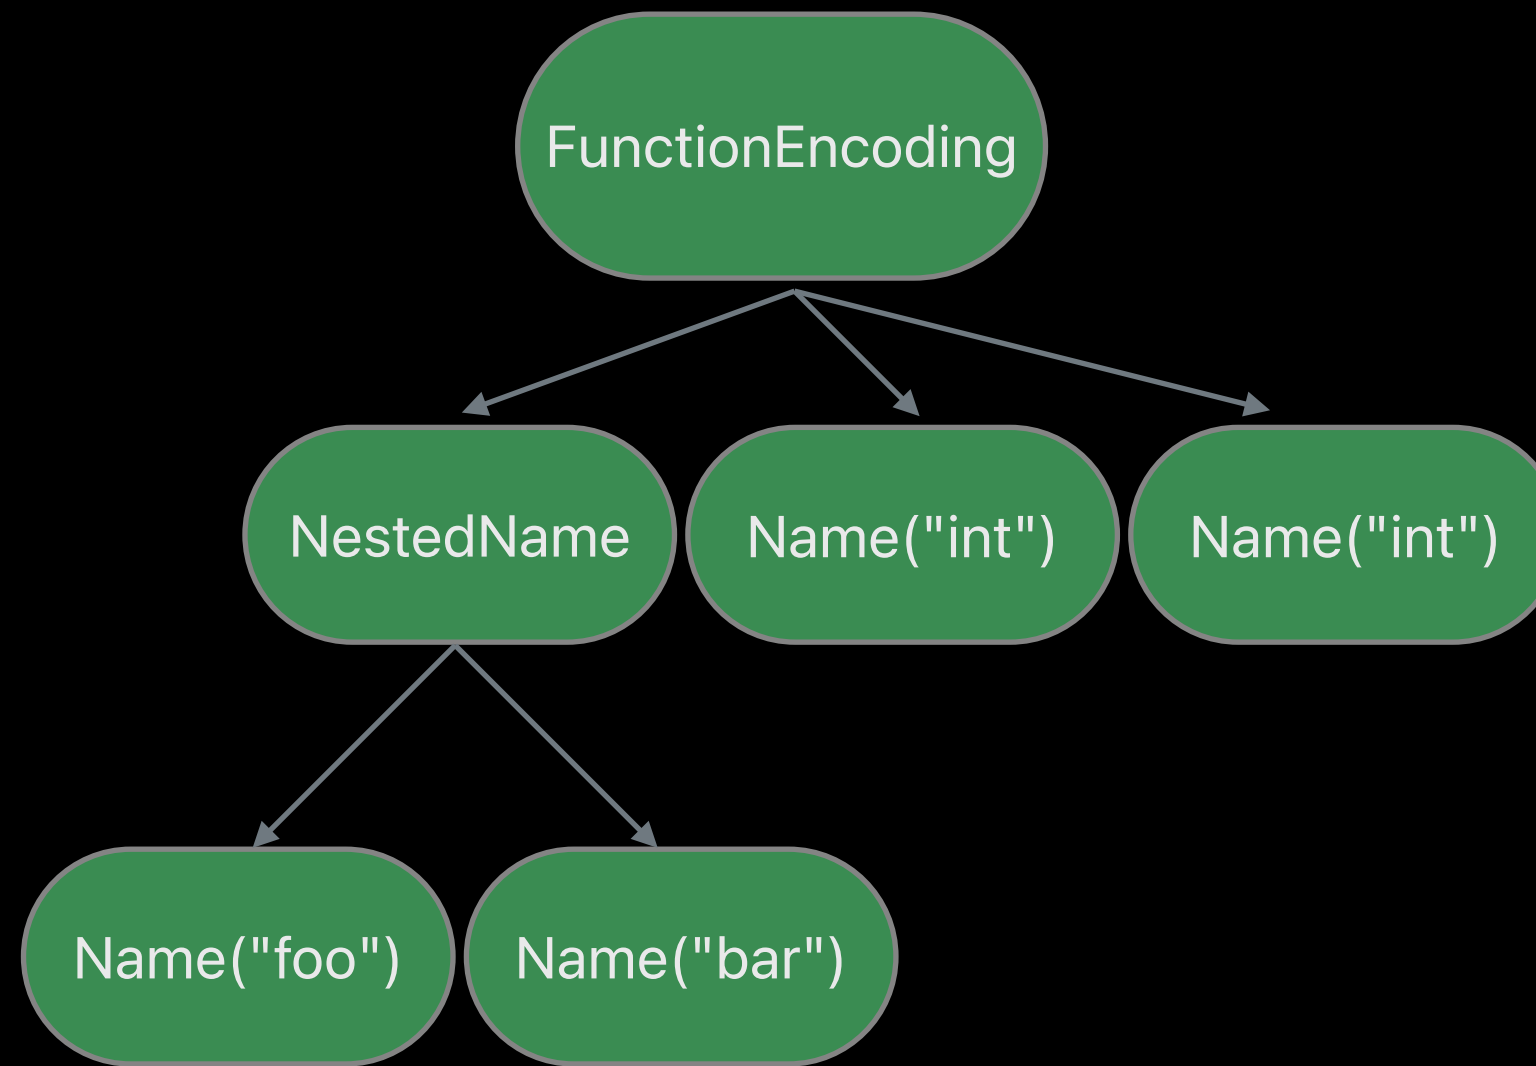 FunctionEncoding
NestedName
Name("int")
Name("int")
Name("foo")
Name("bar")